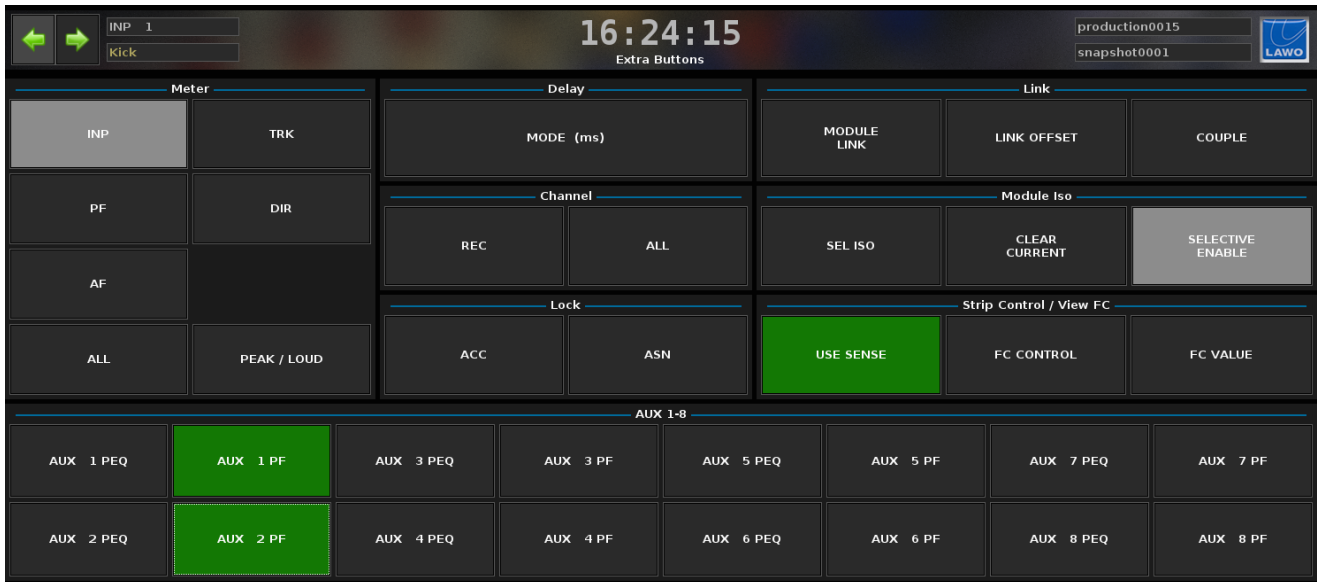 INP 1
Kick
16:24:15
Extra Buttons
production0015
snapshot0001
LAWO
Meter
INP
TRK
PF
DIR
AF
ALL
PEAK / LOUD
Delay
MODE (ms)
Channel
REC
ALL
Lock
ACC
ASN
Link
MODULE
LINK
LINK OFFSET
COUPLE
Module Iso
SEL ISO
CLEAR
CURRENT
SELECTIVE
ENABLE
Strip Control / View FC
USE SENSE
FC CONTROL
FC VALUE
AUX 1-8
AUX 1 PEQ
AUX 1 PF
AUX 3 PEQ
AUX 3 PF
AUX 5 PEQ
AUX 5 PF
AUX 7 PEQ
AUX 7 PF
AUX 2 PEQ
AUX 2 PF
AUX 4 PEQ
AUX 4 PF
AUX 6 PEQ
AUX 6 PF
AUX 8 PEQ
AUX 8 PF